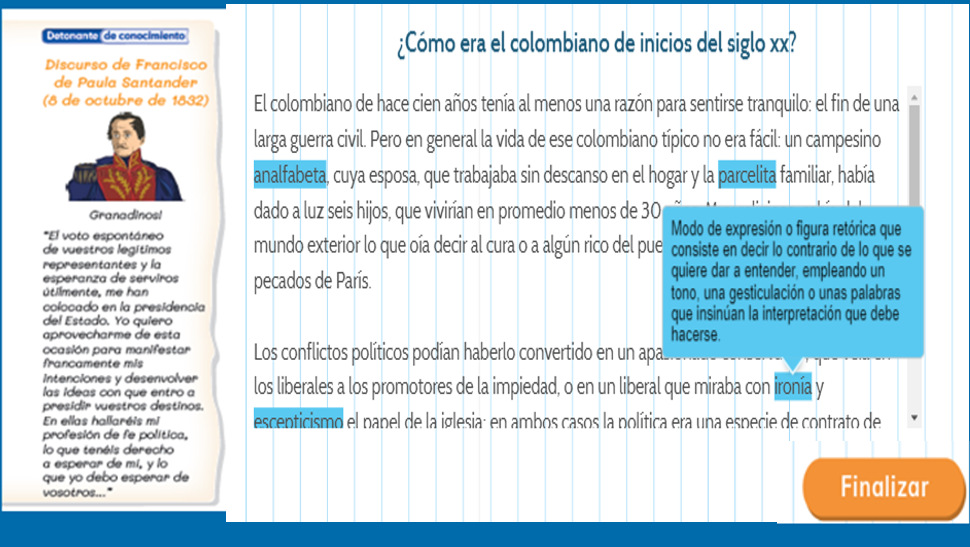 Detonante de conocimiento
Discurso de Francisco
de Paula Santander
(8 de octubre de 1832)
Granadinos!
"El voto espontáneo
de vuestros legítimos
representantes y la
esperanza de serviros
útilmente, me han
colocado en la presidencia
del Estado. Yo quiero
aprovecharme de esta
ocasión para manifestar
francamente mis
intenciones y desenvolver
las ideas con que entro a
presidir vuestros destinos.
En ellas hallaréis mi
profesión de fe política,
lo que tenéis derecho
a esperar de mí, y lo
que yo debo esperar de
vosotros..."
¿Cómo era el colombiano de inicios del siglo xx?
El colombiano de hace cien años tenía al menos una razón para sentirse tranquilo: el fin de una
larga guerra civil. Pero en general la vida de ese colombiano típico no era fácil: un campesino
analfabeta, cuya esposa, que trabajaba sin descanso en el hogar y la parcelita familiar, había
dado a luz seis hijos, que vivirían en promedio menos de 30
mundo exterior lo que oía decir al cura o a algún rico del
pecados de París.
Los conflictos políticos podían haberlo convertido en un
los liberales a los promotores de la impiedad, o en un liberal que miraba con ironía y
escepticismo el papel de la iglesia: en ambos casos la política era una especie de contrato de
Modo de expresión o figura retórica que
consiste en decir lo contrario de lo que se
quiere dar a entender, empleando un
tono, una gesticulación o unas palabras
que insinúan la interpretación que debe
hacerse.
Finalizar